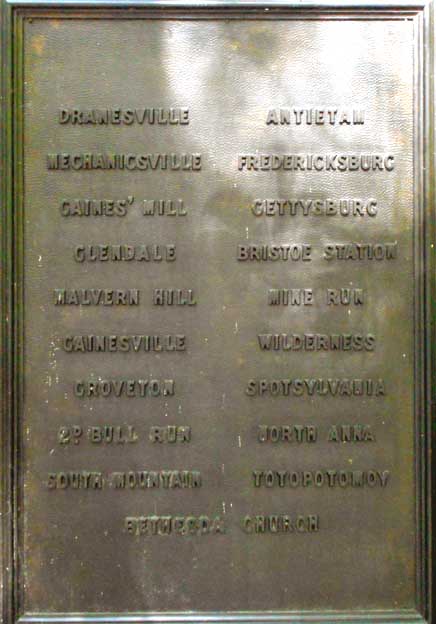 DRANESVILLE
MECHANICSVILLE
GAINES' MILL
GLENDALE
MALVERN HILL
GAINESVILLE
GROVETON
2D BULL RUN
SOUTH MOUNTAIN
ANTIETAM
FREDERICKSBURG
GETTYSBURG
BRISTOE STATION
MINE RUN
WILDERNESS
SPOTSYLVANIA
NORTH ANNA
TOTOPOTOMOY
BETHESDA CHURCH